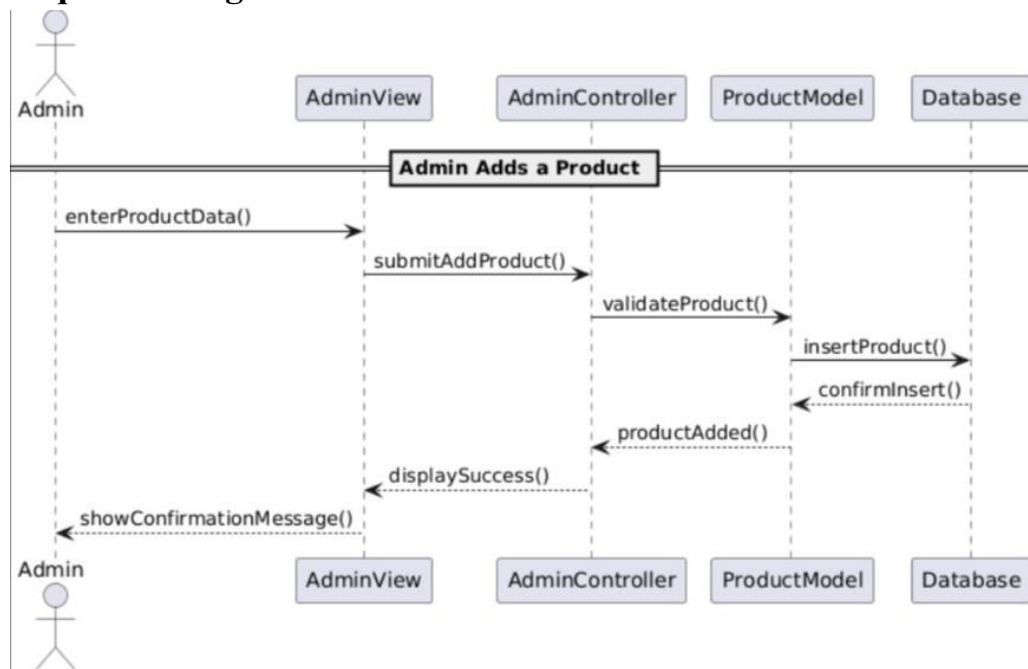 Admin
AdminView AdminController ProductModel Database
Admin Adds a Product
enterProductData()
submitAddProduct()
validateProduct()
insertProduct()
confirmInsert()
productAdded()
displaySuccess()
showConfirmationMessage()
Admin
AdminView AdminController ProductModel Database